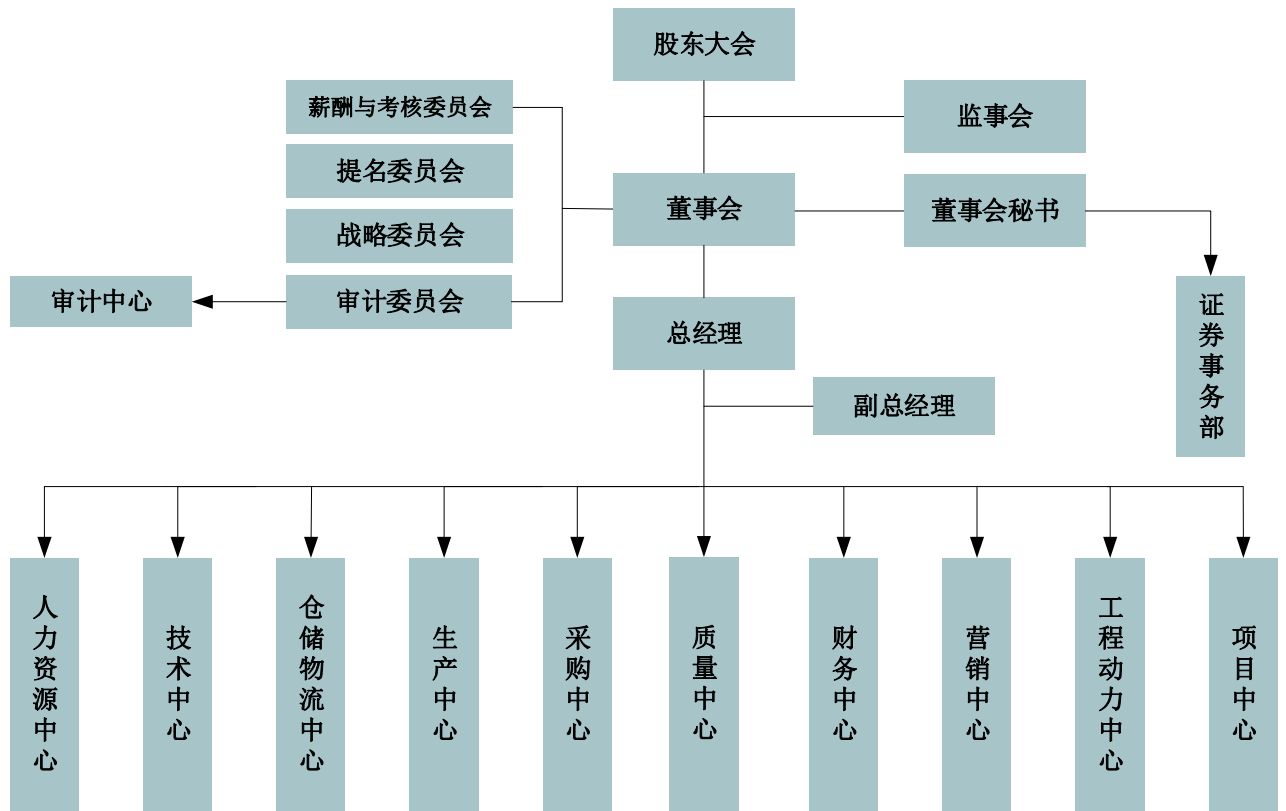 股东大会
薪酬与考核委员会
监事会
提名委员会
董事会
董事会秘书
战略委员会
审计中心
审计委员会
总经理
证券事务部
副总经理
人力资源中心
技术中心
仓储物流中心
生产中心
采购中心
质量中心
财务中心
营销中心
工程动力中心
项目中心